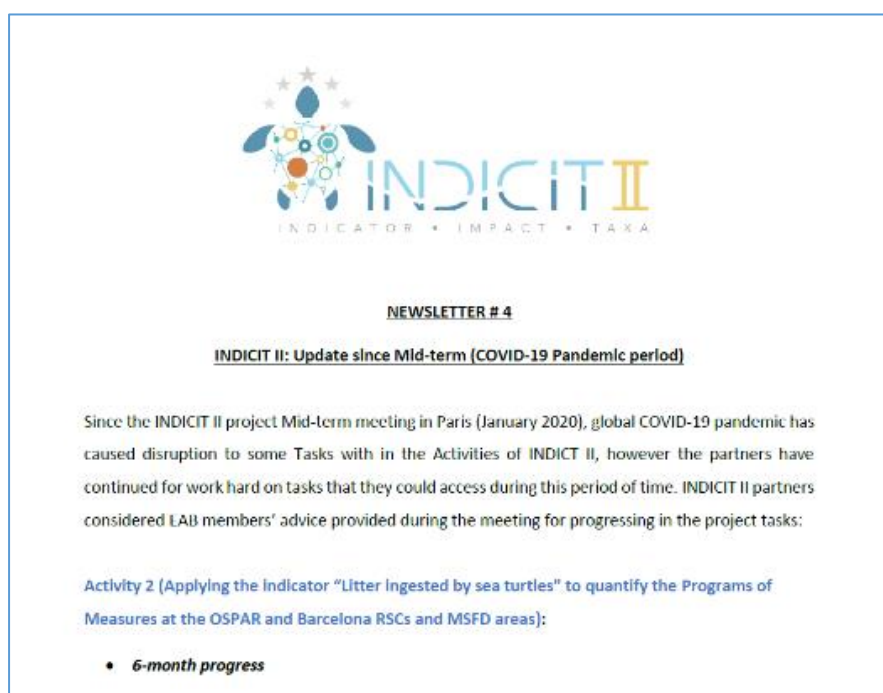 INDICIT II
INDICATOR • IMPACT • TAXA
NEWSLETTER # 4
INDICIT II: Update since Mid-term (COVID-19 Pandemic period)
Since the INDICIT II project Mid-term meeting in Paris (January 2020), global COVID-19 pandemic has
caused disruption to some Tasks with in the Activities of INDICT II, however the partners have
continued for work hard on tasks that they could access during this period of time. INDICIT II partners
considered EAB members' advice provided during the meeting for progressing in the project tasks:
Activity 2 (Applying the indicator "Litter ingested by sea turtles" to quantify the Programs of
Measures at the OSPAR and Barcelona RSCs and MSFD areas):
• 6-month progress